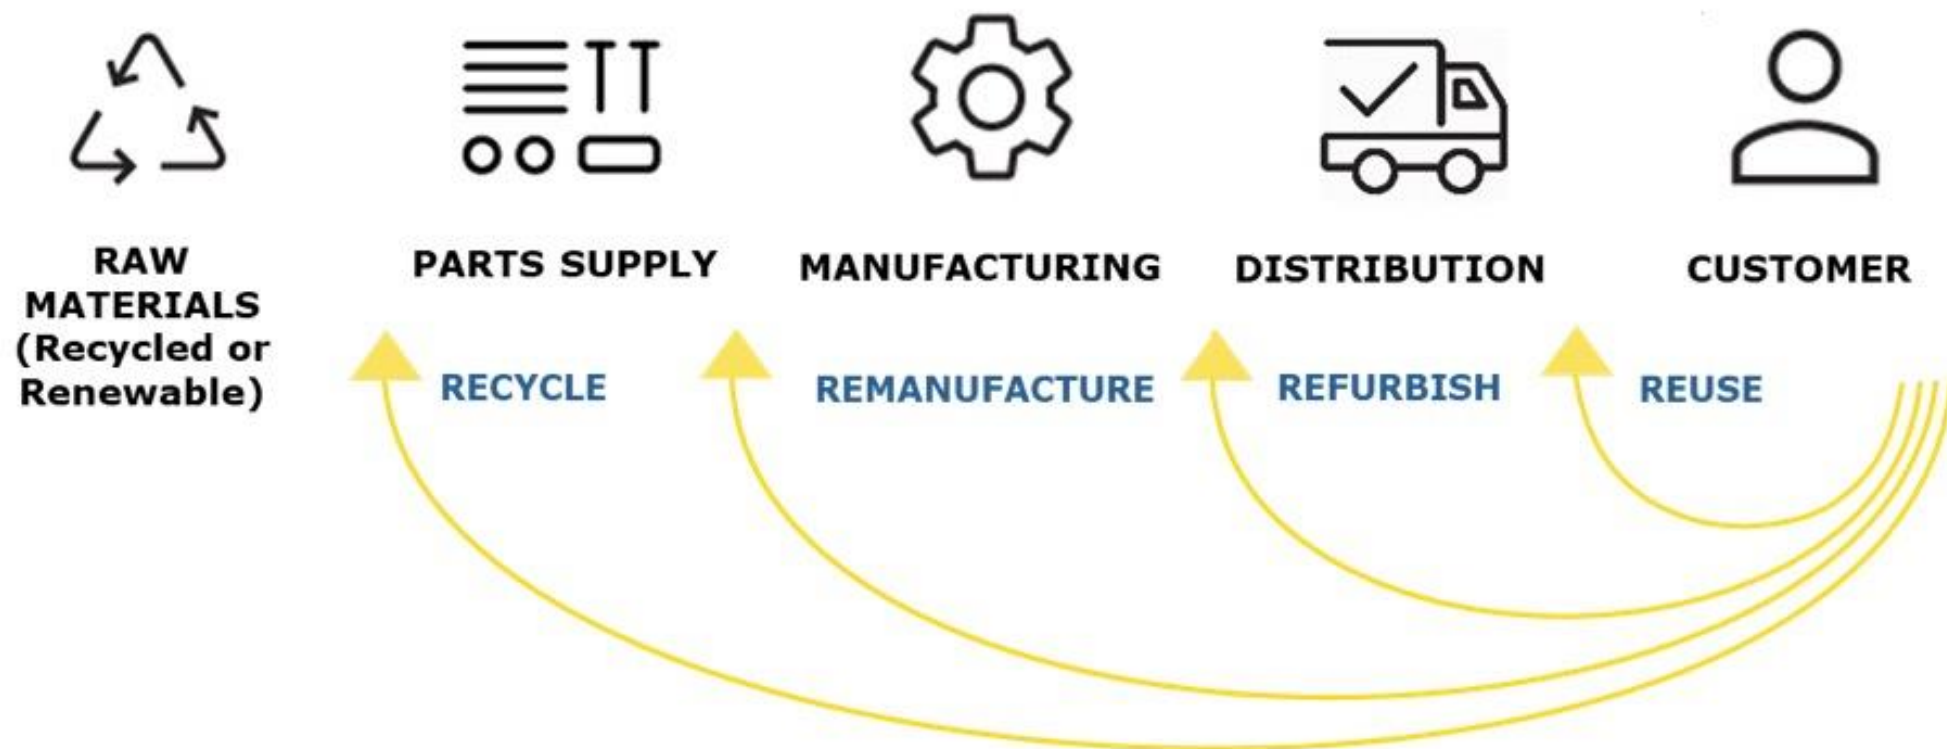 RAW
MATERIALS
(Recycled or
Renewable)
PARTS SUPPLY
MANUFACTURING
DISTRIBUTION
CUSTOMER
RECYCLE
REMANUFACTURE
REFURBISH
REUSE